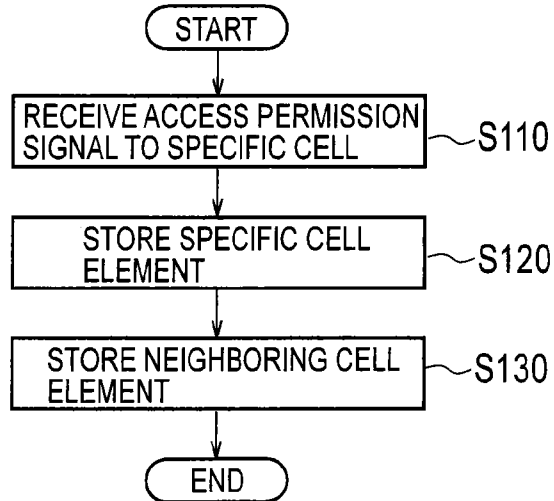 START
RECEIVE ACCESS PERMISSION
SIGNAL TO SPECIFIC CELL
S110
STORE SPECIFIC CELL
ELEMENT
S120
STORE NEIGHBORING CELL
ELEMENT
S130
END